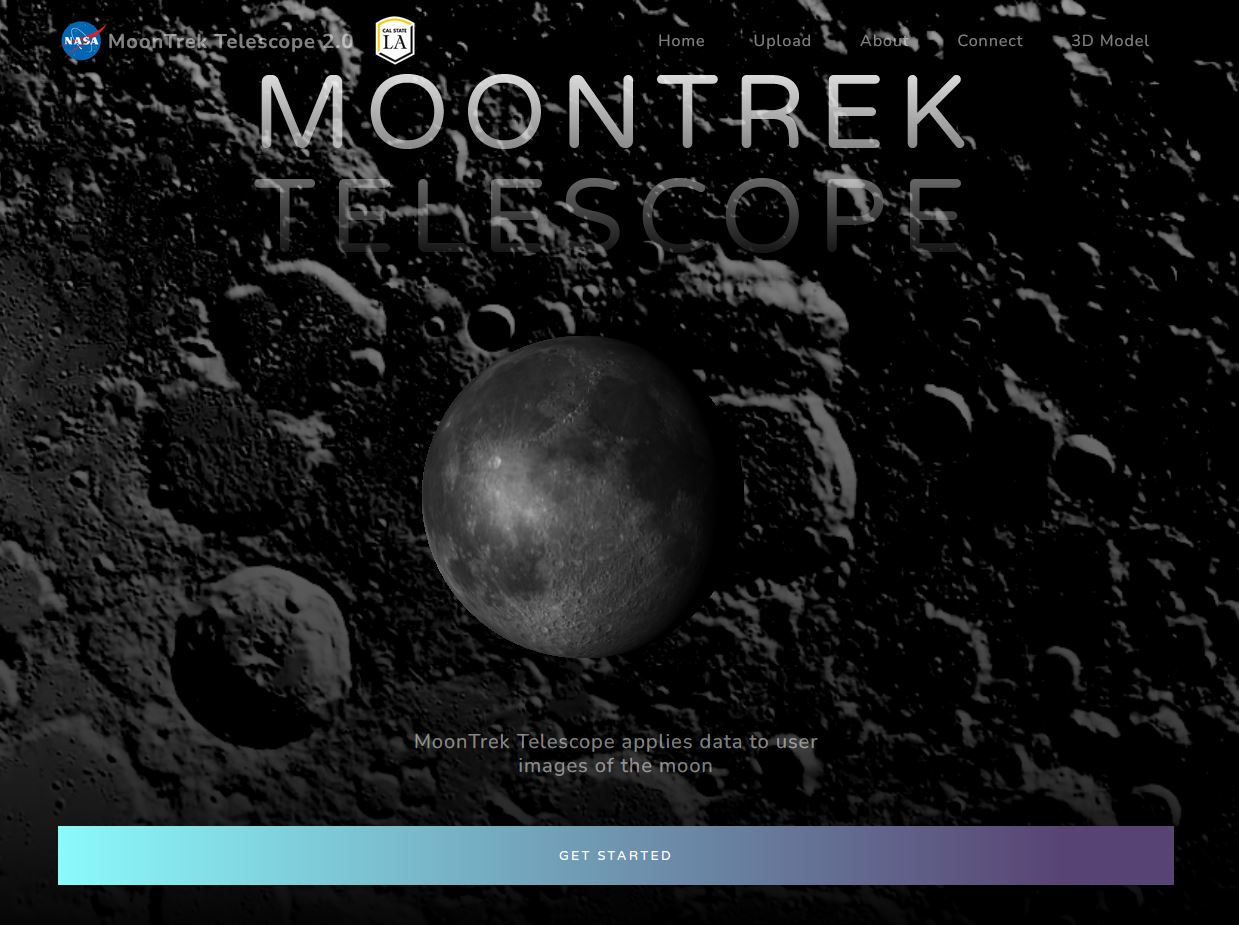 NASA
MoonTrek Telescope 2.0
CAL STATE
LA
Home
Upload
About
Connect
3D Model
MOONTREK
TELESCOPE
MoonTrek Telescope applies data to user
images of the moon
GET STARTED